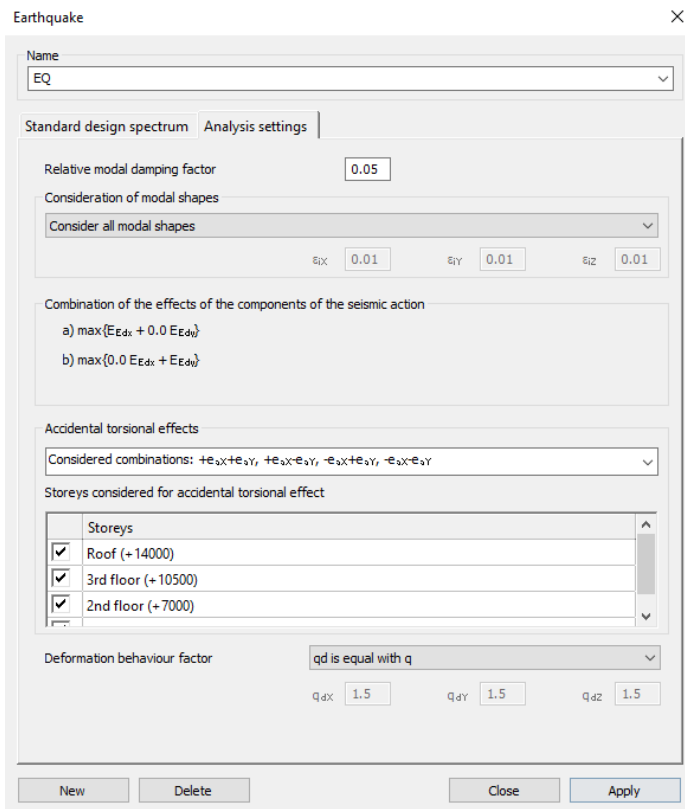 Earthquake
Name
EQ
Standard design spectrum Analysis settings
Relative modal damping factor 0.05
Consideration of modal shapes
Consider all modal shapes
εiX 0.01 εiY 0.01 εiZ 0.01
Combination of the effects of the components of the seismic action
a) max{EEdx + 0.0 EEdy}
b) max{0.0 EEdx + EEdy}
Accidental torsional effects
Considered combinations: +eaX+eaY, +eaX-eaY, -eaX+eaY, -eaX-eaY
Storeys considered for accidental torsional effect
Storeys
Roof (+14000)
3rd floor (+10500)
2nd floor (+7000)
Deformation behaviour factor qd is equal with q
qdX 1.5 qdY 1.5 qdZ 1.5
New Delete Close Apply